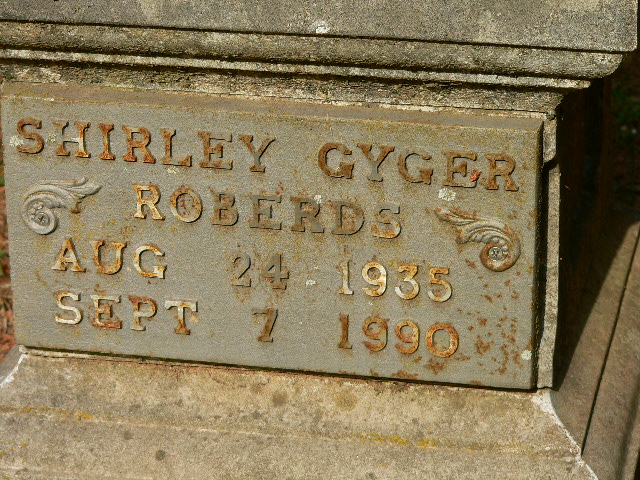 SHIRLEY GYGER
ROBERDS
AUG 24 1935
SEPT 7 1990